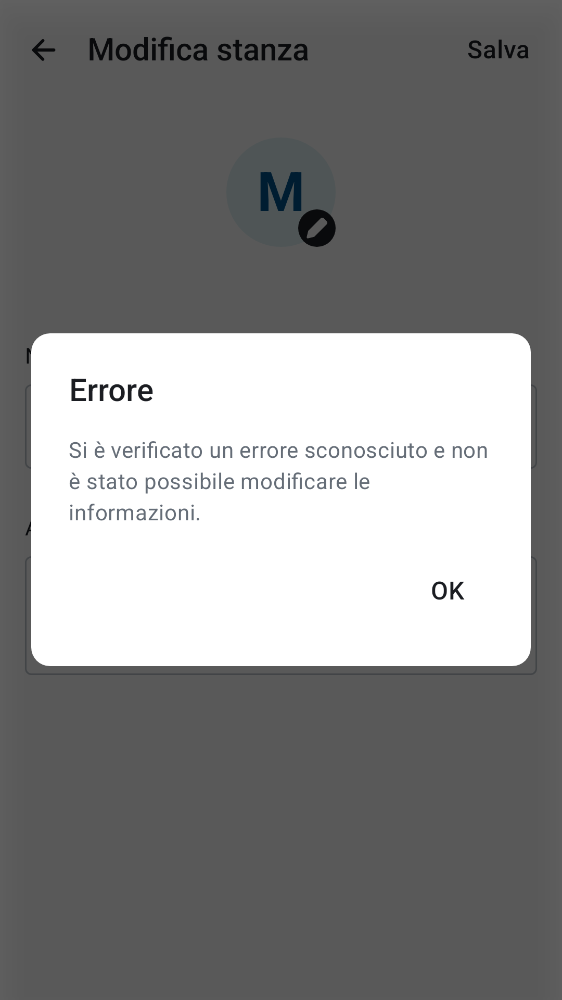 Modifica stanza
Salva
M
Errore
Si è verificato un errore sconosciuto e non
è stato possibile modificare le
informazioni.
OK